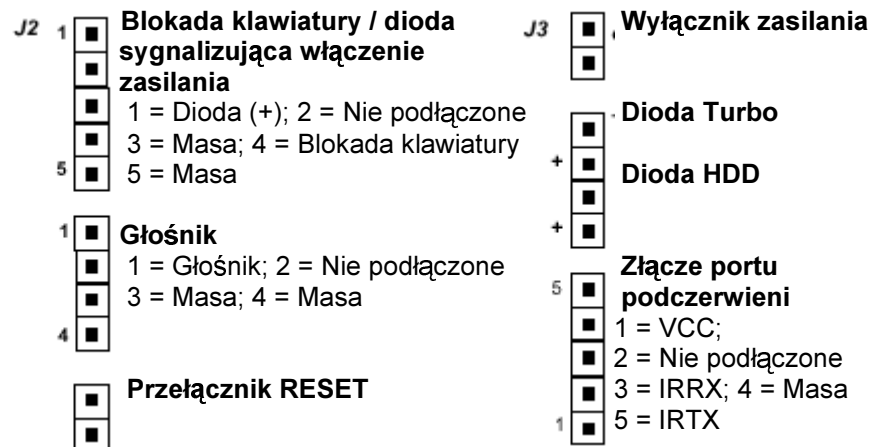 J2
1
Blokada klawiatury / dioda
sygnalizująca włączenie
zasilania
1 = Dioda (+); 2 = Nie podłączone
3 = Masa; 4 = Blokada klawiatury
5
5 = Masa
1
Głośnik
1 = Głośnik; 2 = Nie podłączone
3 = Masa; 4 = Masa
4
Przełącznik RESET
J3
Wyłącznik zasilania
Dioda Turbo
+
Dioda HDD
+
Złącze portu
5
podczerwieni
1 = VCC;
2 = Nie podłączone
3 = IRRX; 4 = Masa
1
5 = IRTX